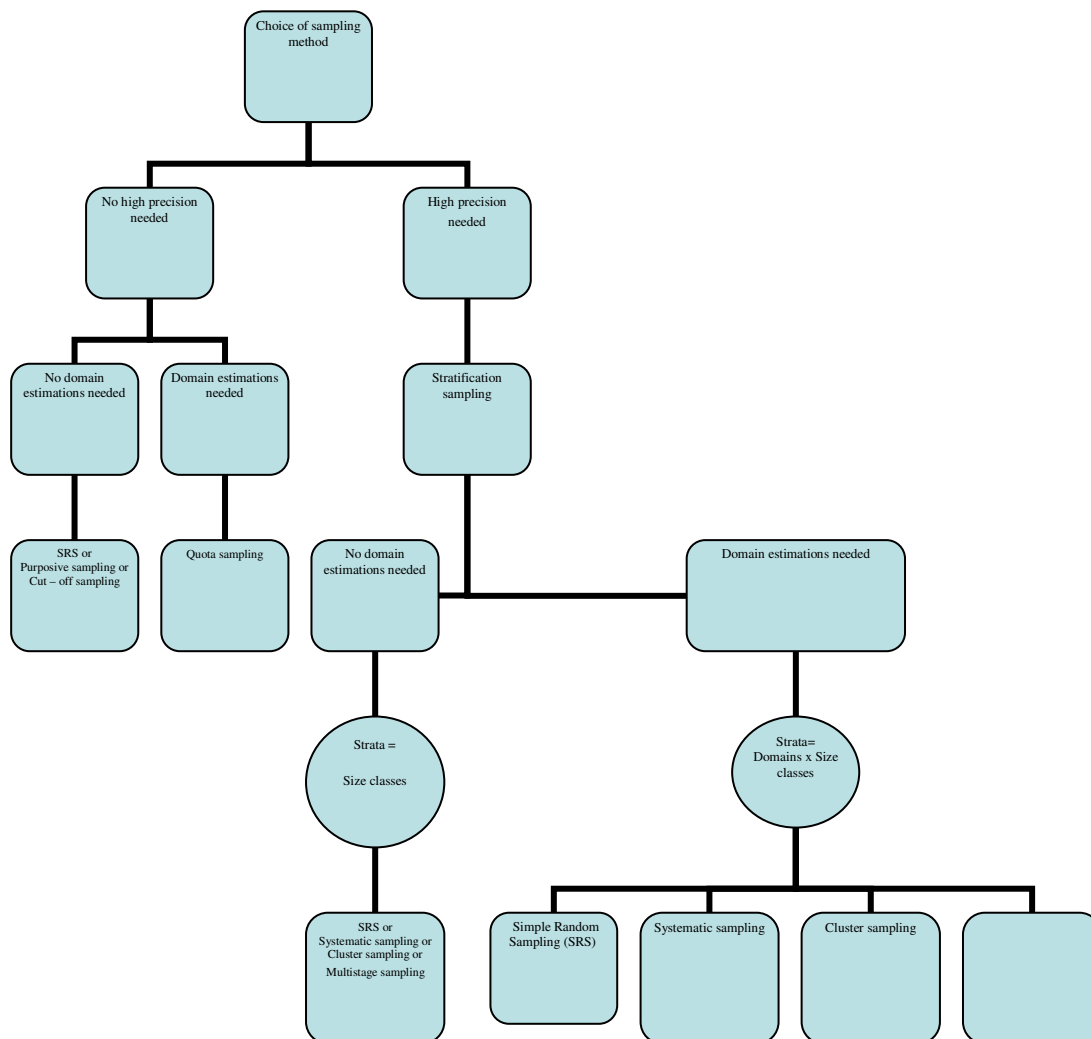 Choice of sampling
method
No high precision
needed
High precision
needed
No domain
estimations needed
Domain estimations
needed
Stratification
sampling
SRS or
Purposive sampling or
Cut – off sampling
Quota sampling
No domain
estimations needed
Domain estimations needed
Strata =
Size classes
Strata=
Domains x Size
classes
SRS or
Systematic sampling or
Cluster sampling or
Multistage sampling
Simple Random
Sampling (SRS)
Systematic sampling
Cluster sampling